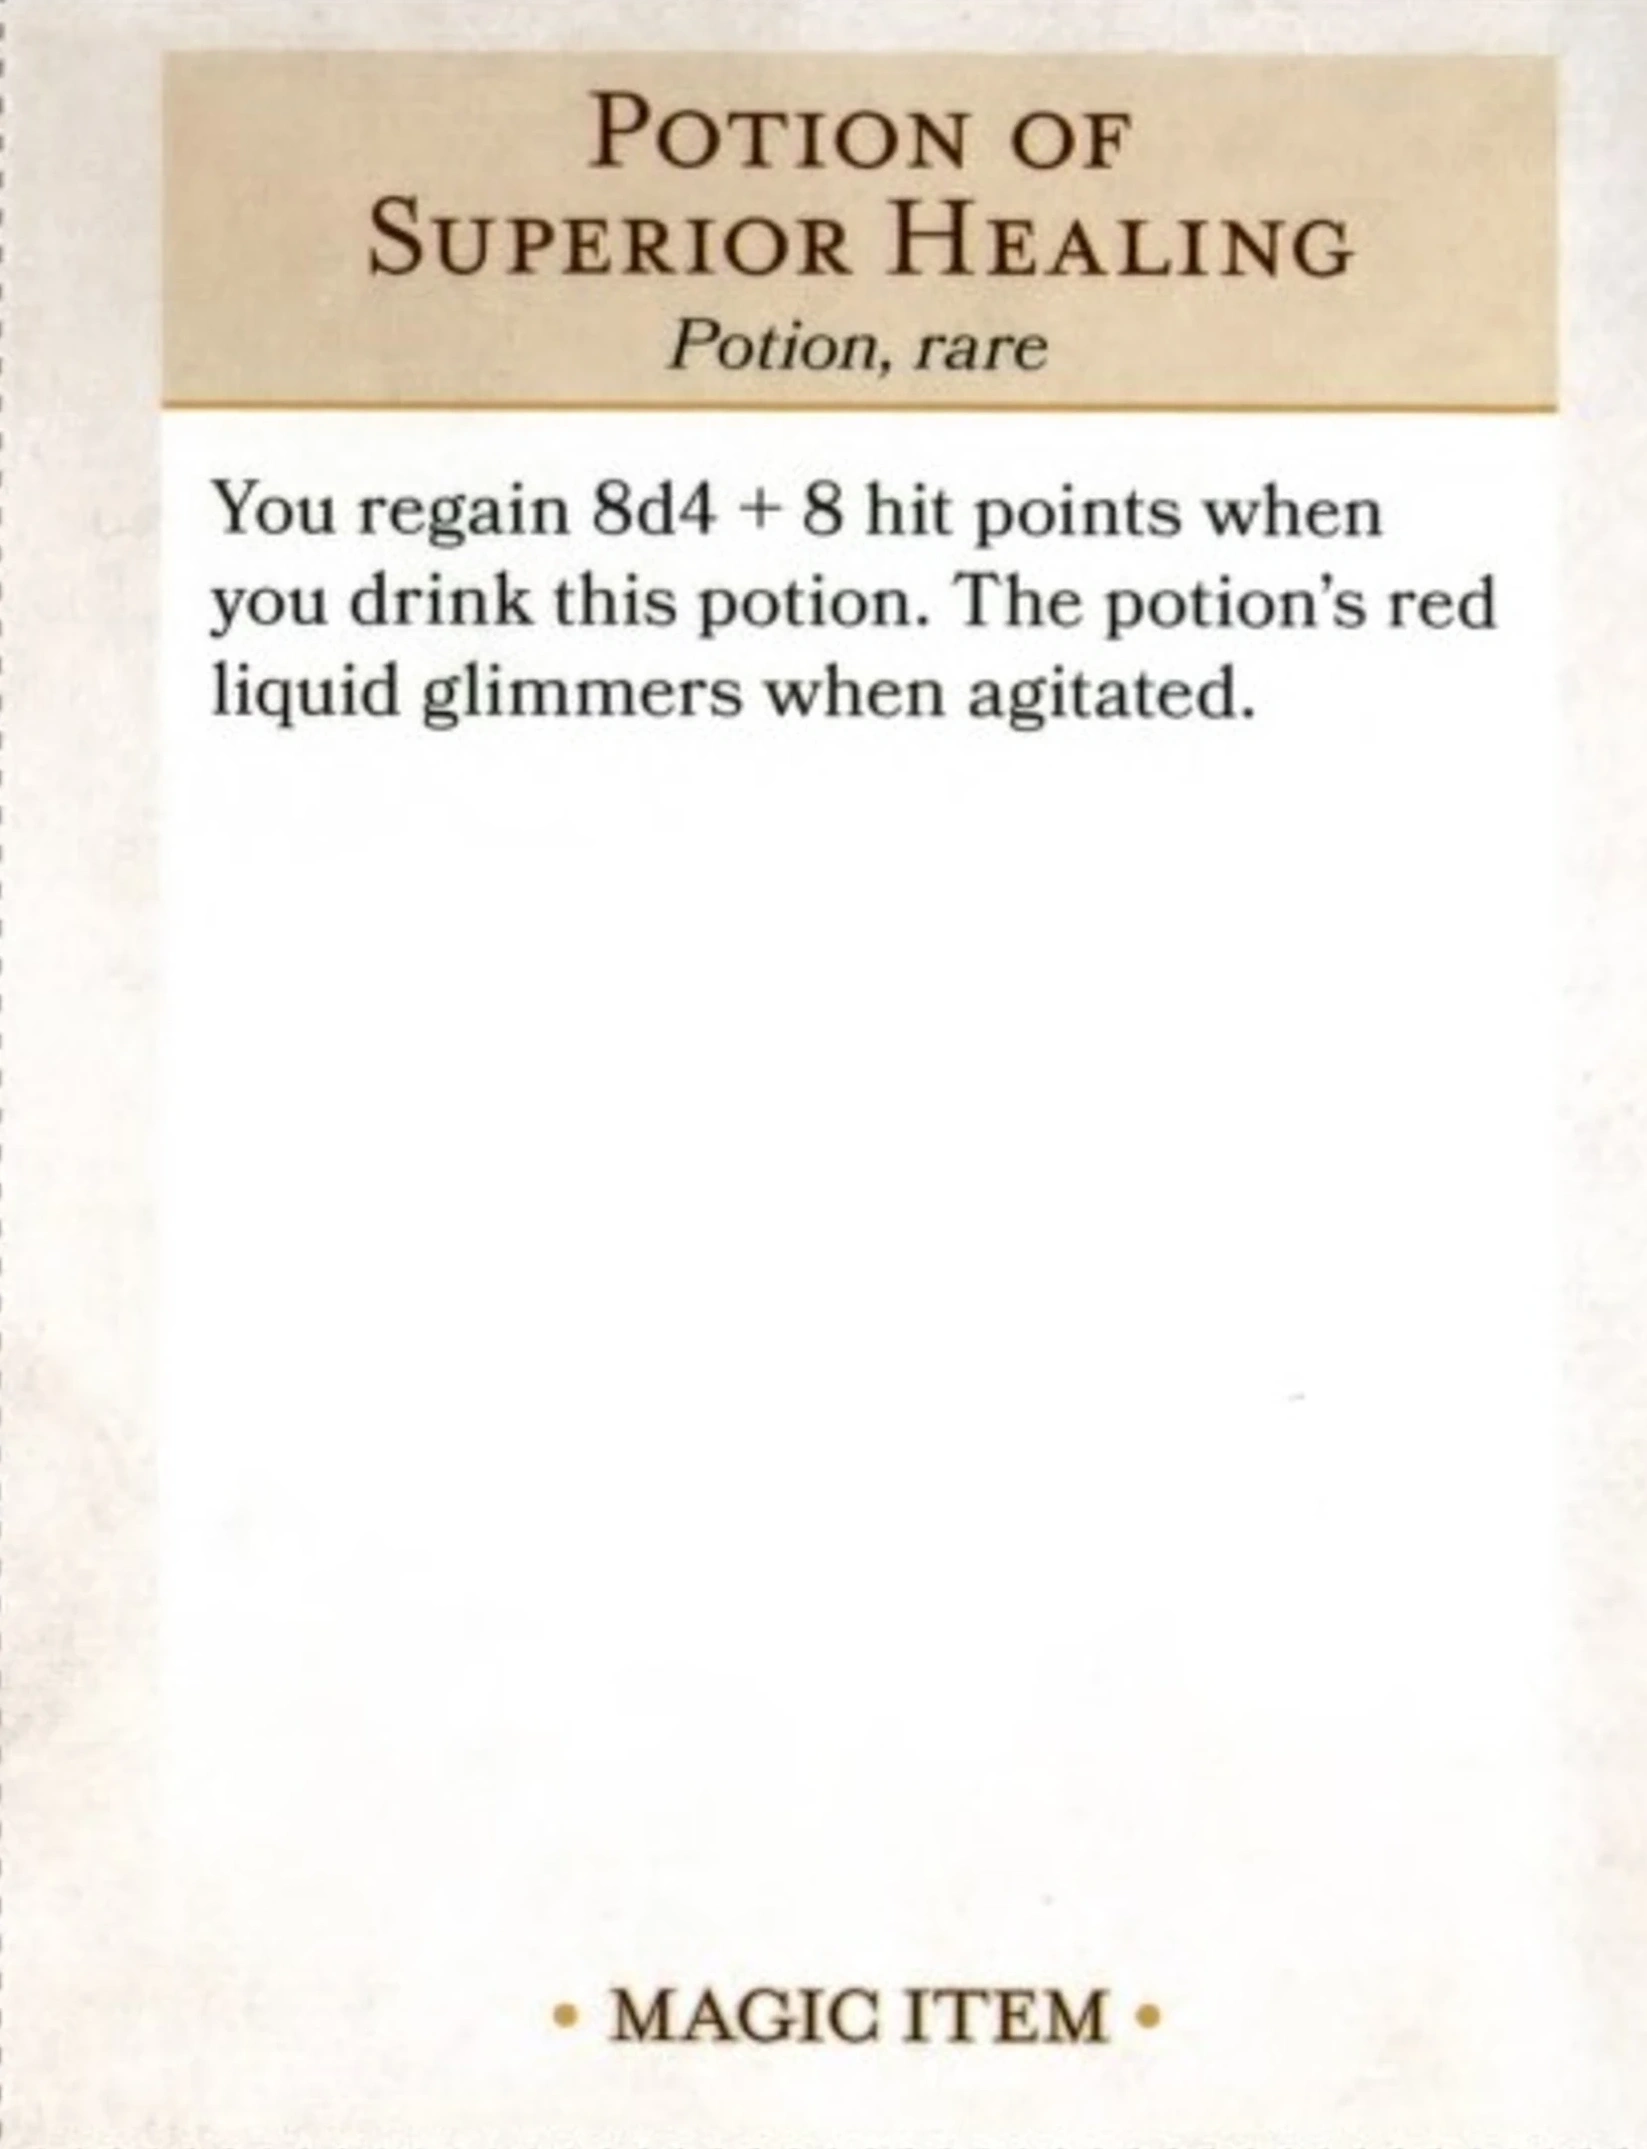 Potion of
Superior Healing
Potion, rare
You regain 8d4 + 8 hit points when
you drink this potion. The potion’s red
liquid glimmers when agitated.
• MAGIC ITEM •